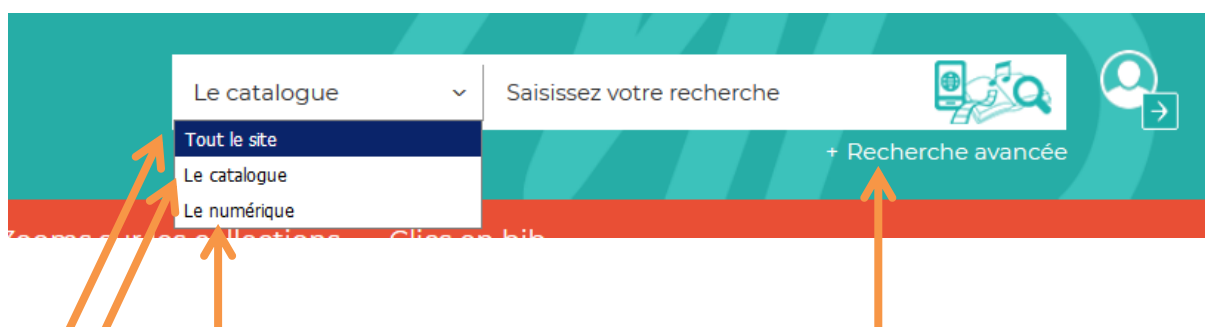 Le catalogue Saisissez votre recherche
Tout le site
+ Recherche avancée
Le catalogue
Le numérique